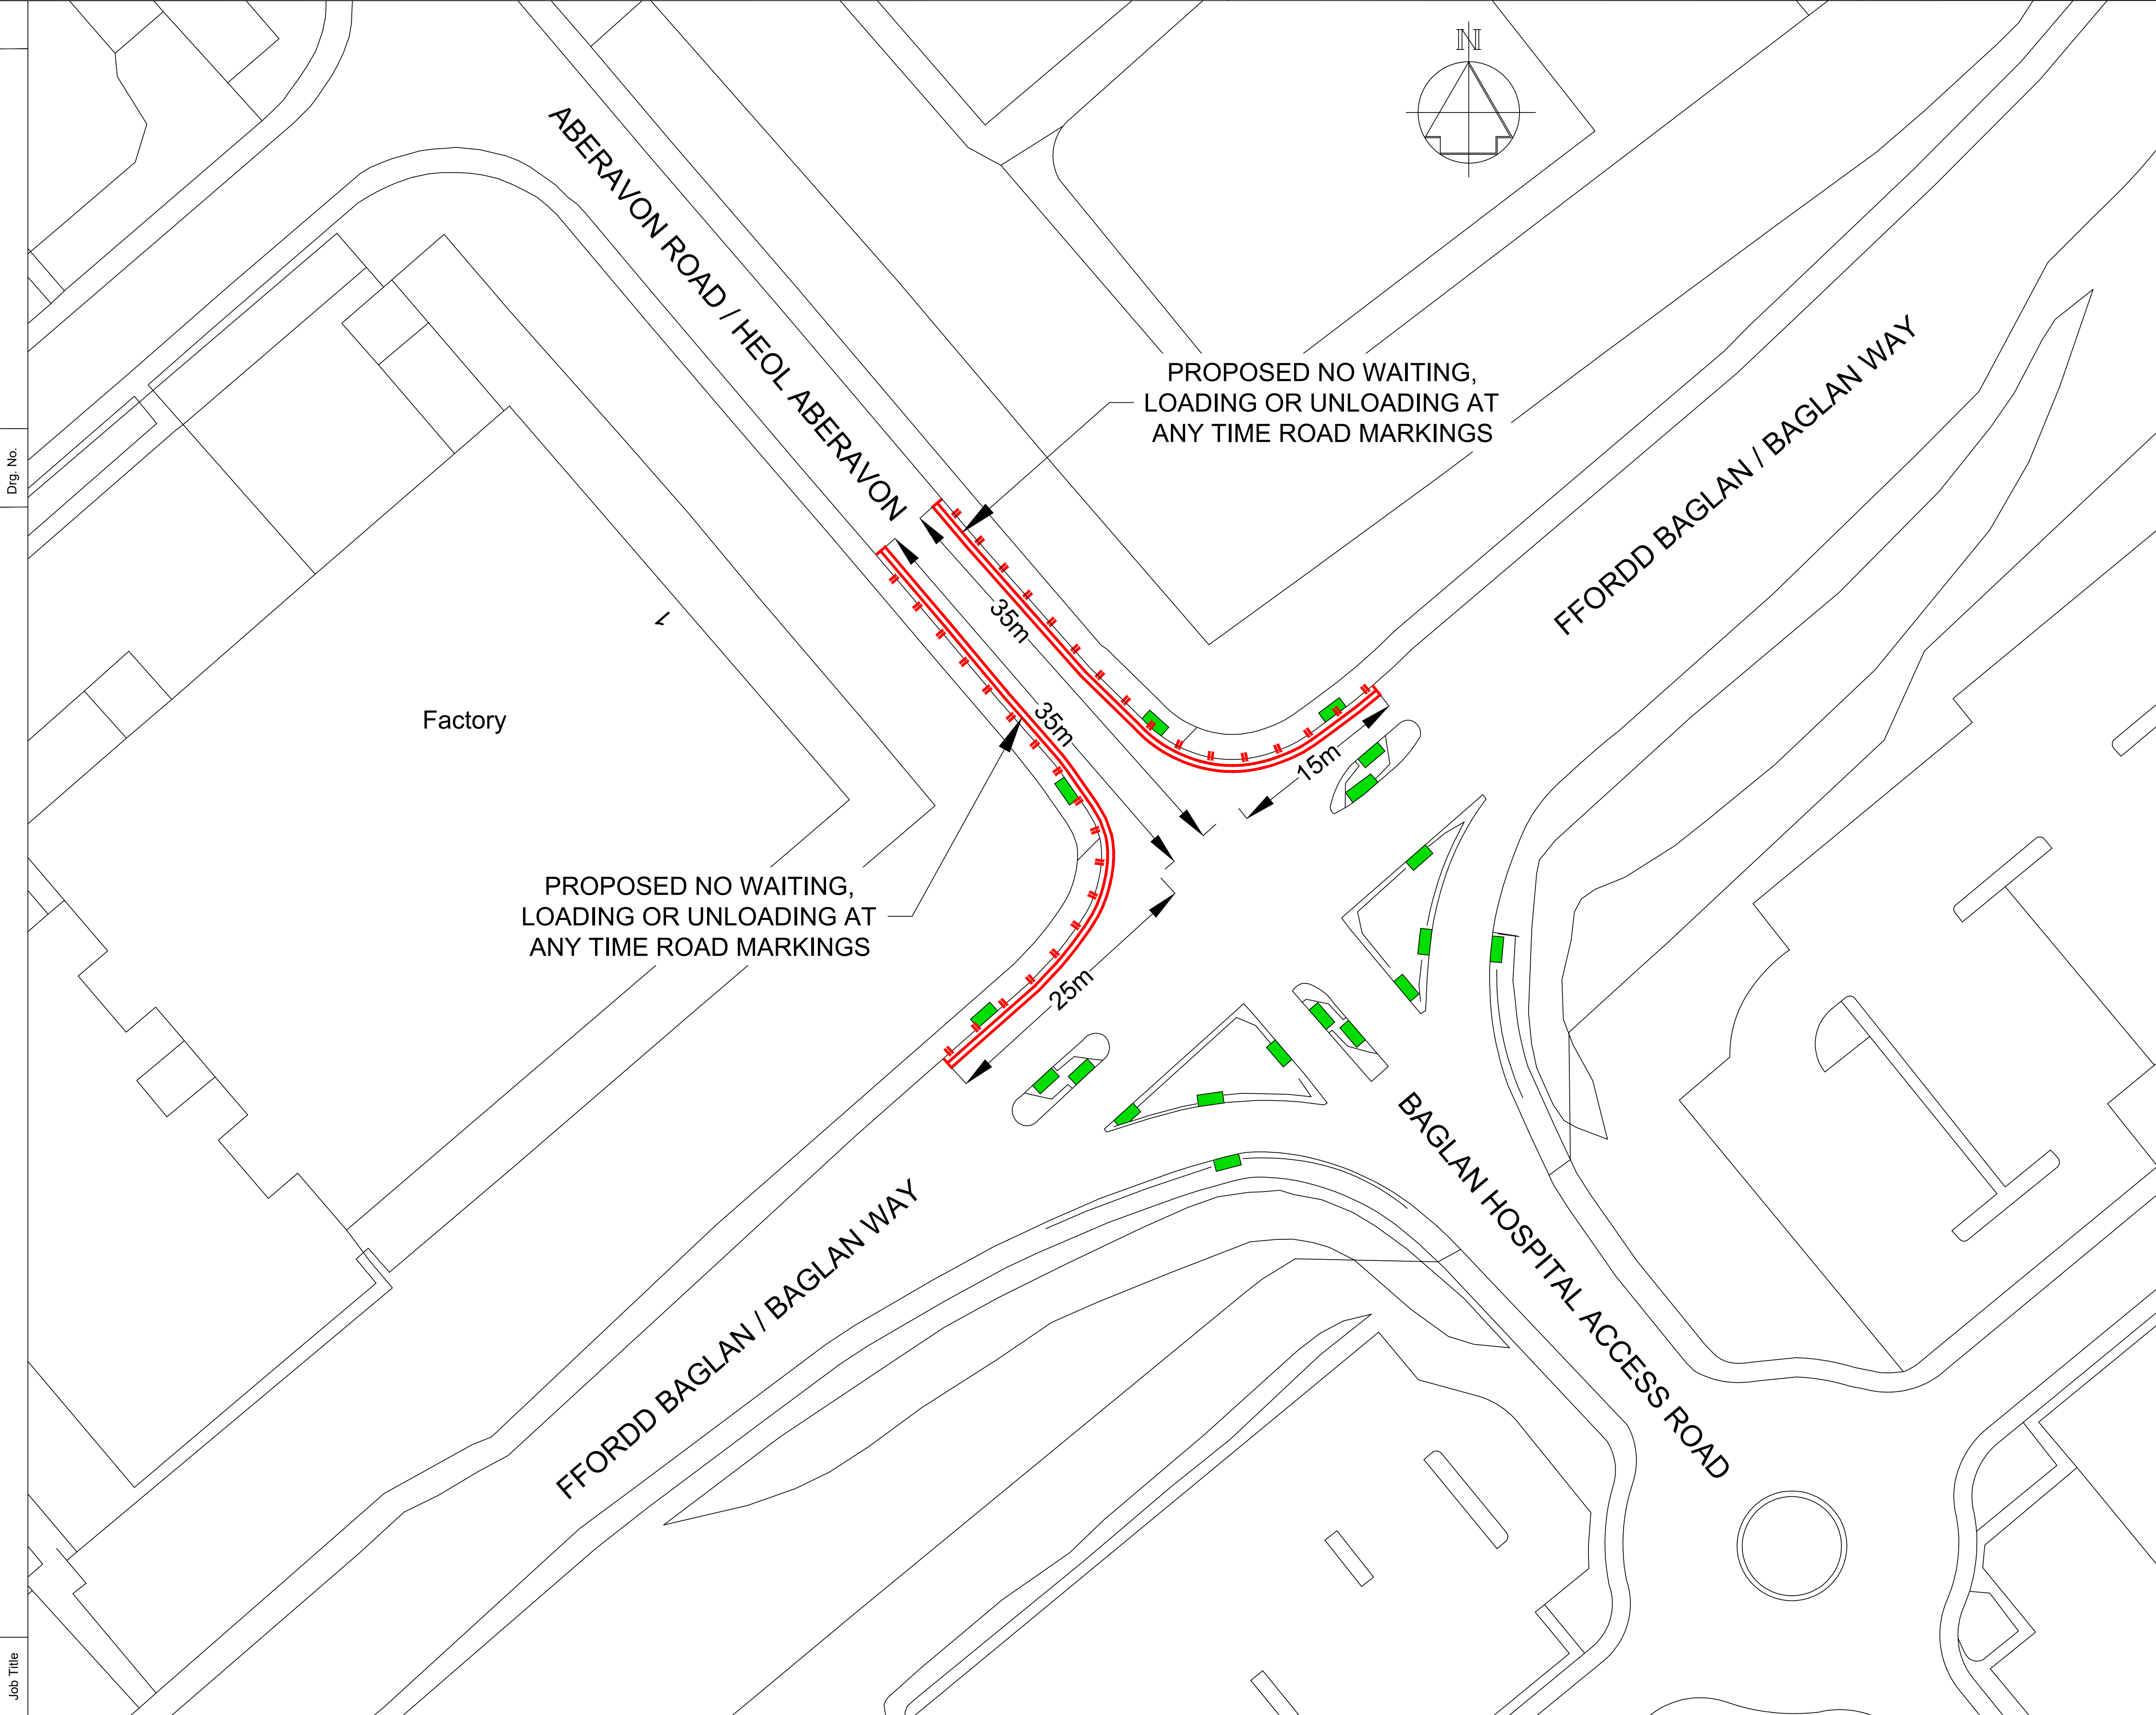 N
ABERAVON ROAD / HEOL ABERAVON
PROPOSED NO WAITING,
LOADING OR UNLOADING AT
ANY TIME ROAD MARKINGS
FFORDD BAGLAN / BAGLAN WAY
Drg. No.
35m
1
35m
Factory
15m
PROPOSED NO WAITING,
LOADING OR UNLOADING AT
ANY TIME ROAD MARKINGS
25m
BAGLAN HOSPITAL ACCESS ROAD
FFORDD BAGLAN / BAGLAN WAY
Job Title